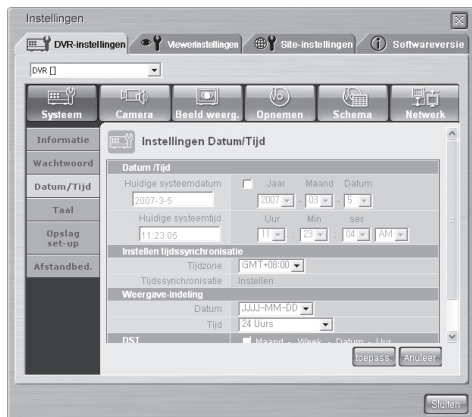 Instellingen
DVR-instellingen Viewerinstellingen Site-instellingen Softwareversie
DVR []
Systeem Camera Beeld weerg. Opnemen Schema Netwerk
Informatie
Wachtwoord
Datum/Tijd
Taal
Opslag set-up
Afstandbed.
Instellingen Datum/Tijd
Datum /Tijd
Huidige systeemdatum Jaar Maand Datum
2007-3-5 2007 - 03 - 5
Huidige systeemtijd Uur Min sec
11:23:05 11 : 23 : 04 AM
Instellen tijdssynchronisatie
Tijdzone GMT+08:00
Tijdssynchronisatie Instellen
Weergave-indeling
Datum JJJJ-MM-DD
Tijd 24 Uurs
DST Maand - Week - Datum - Uur
toepass Anuleer
Sluiten